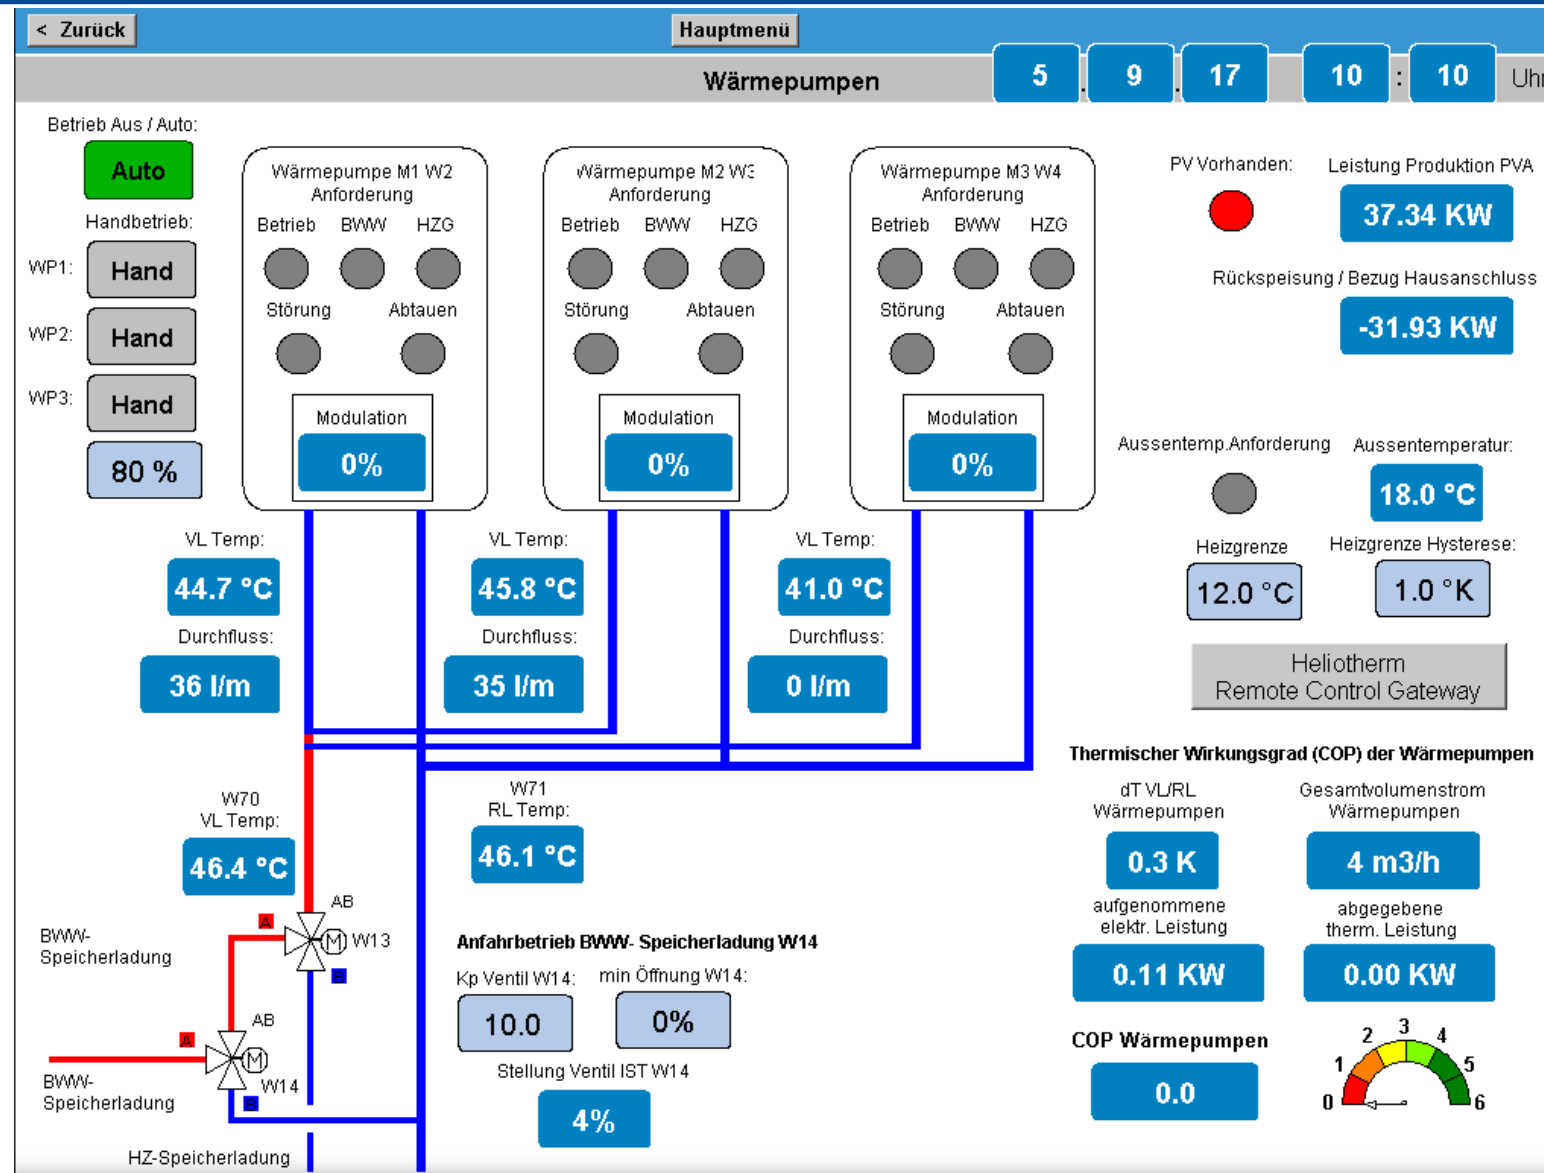 < Zurück
Hauptmenü
Wärmepumpen
5 . 9 . 17 10 : 10 Uhr
Betrieb Aus / Auto:
Auto
Handbetrieb:
WP1: Hand
WP2: Hand
WP3: Hand
80 %
Wärmepumpe M1 W2
Anforderung
Betrieb BWW HZG
Störung Abtauen
Modulation
0%
Wärmepumpe M2 W3
Anforderung
Betrieb BWW HZG
Störung Abtauen
Modulation
0%
Wärmepumpe M3 W4
Anforderung
Betrieb BWW HZG
Störung Abtauen
Modulation
0%
PV Vorhanden:
Leistung Produktion PVA
37.34 KW
Rückspeisung / Bezug Hausanschluss
-31.93 KW
Aussentemp.Anforderung
Aussentemperatur:
18.0 °C
Heizgrenze
12.0 °C
Heizgrenze Hysterese:
1.0 °K
Heliotherm
Remote Control Gateway
VL Temp:
44.7 °C
Durchfluss:
36 l/m
VL Temp:
45.8 °C
Durchfluss:
35 l/m
VL Temp:
41.0 °C
Durchfluss:
0 l/m
W70
VL Temp:
46.4 °C
W71
RL Temp:
46.1 °C
AB
A
W13
M
B
BWW-
Speicherladung
AB
A
M
W14
B
BWW-
Speicherladung
HZ-Speicherladung
Anfahrbetrieb BWW- Speicherladung W14
Kp Ventil W14:
10.0
min Öffnung W14:
0%
Stellung Ventil IST W14
4%
Thermischer Wirkungsgrad (COP) der Wärmepumpen
dT VL/RL
Wärmepumpen
0.3 K
Gesamtvolumenstrom
Wärmepumpen
4 m3/h
aufgenommene
elektr. Leistung
0.11 KW
abgegebene
therm. Leistung
0.00 KW
COP Wärmepumpen
0.0
0 1 2 3 4 5 6